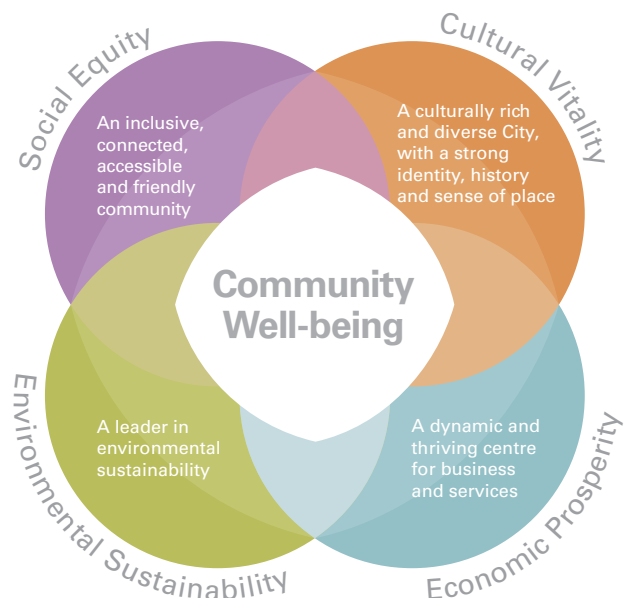 Social Equity
Cultural Vitality
An inclusive,
connected,
accessible
and friendly
community
A culturally rich
and diverse City,
with a strong
identity, history
and sense of place
Community
Well-being
A leader in
environmental
sustainability
A dynamic and
thriving centre
for business
and services
Environmental Sustainability
Economic Prosperity